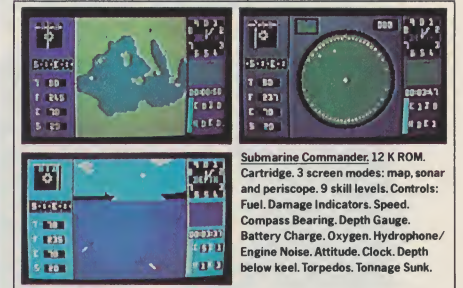 Submarine Commander. 12 K ROM.
Cartridge. 3 screen modes: map, sonar
and periscope. 9 skill levels. Controls:
Fuel. Damage Indicators. Speed.
Compass Bearing. Depth Gauge.
Battery Charge. Oxygen. Hydrophone/
Engine Noise. Attitude. Clock. Depth
below keel. Torpedos. Tonnage Sunk.